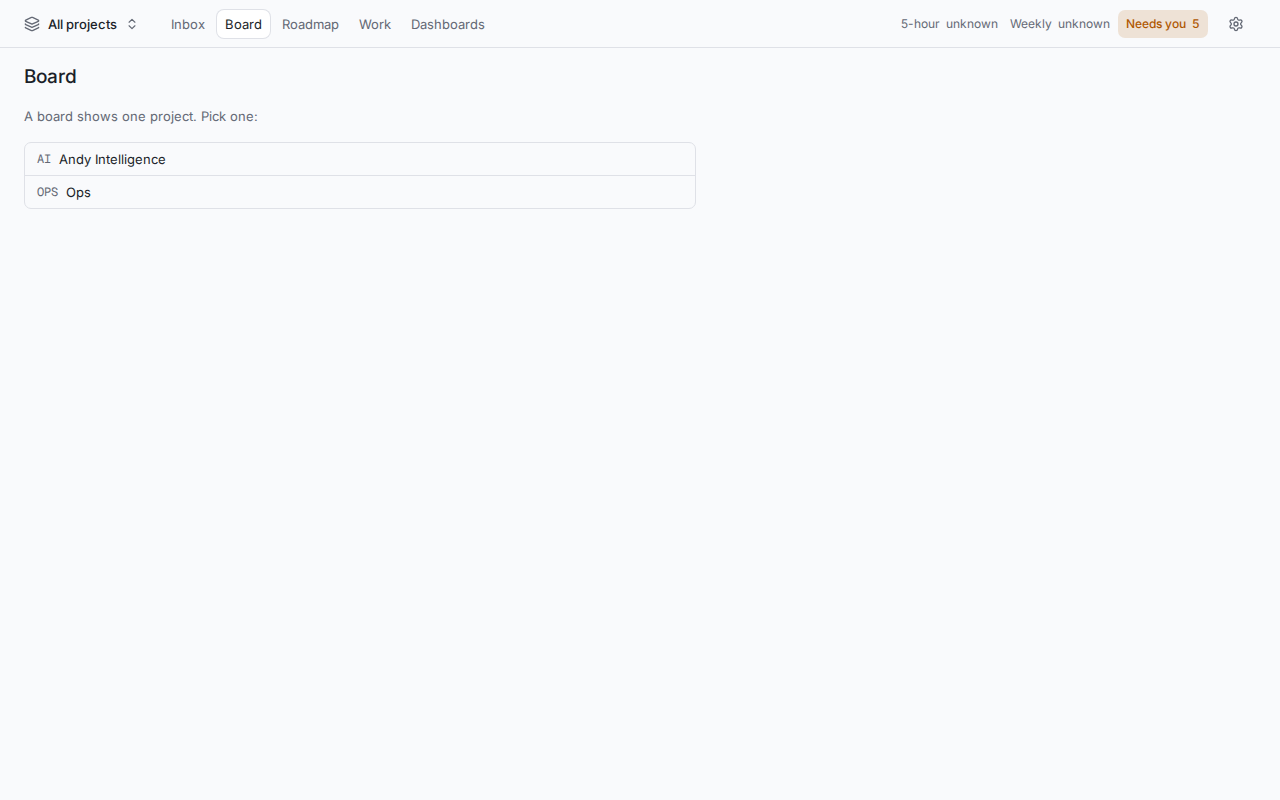 All projects Inbox Board Roadmap Work Dashboards 5-hour unknown Weekly unknown Needs you 5
Board
A board shows one project. Pick one:
AI Andy Intelligence
OPS Ops